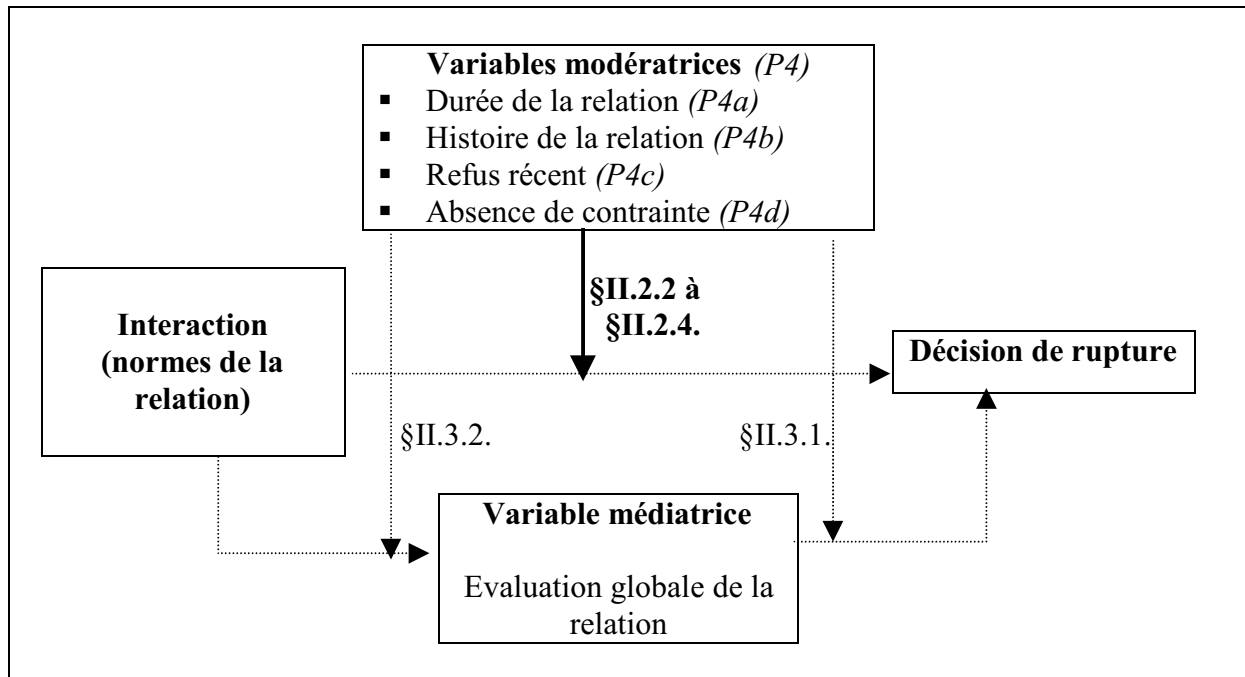 Variables modératrices (P4)
▪ Durée de la relation (P4a)
▪ Histoire de la relation (P4b)
▪ Refus récent (P4c)
▪ Absence de contrainte (P4d)
§II.2.2 à
§II.2.4.
Interaction
(normes de la
relation)
Décision de rupture
§II.3.2.
§II.3.1.
Variable médiatrice
Evaluation globale de la
relation